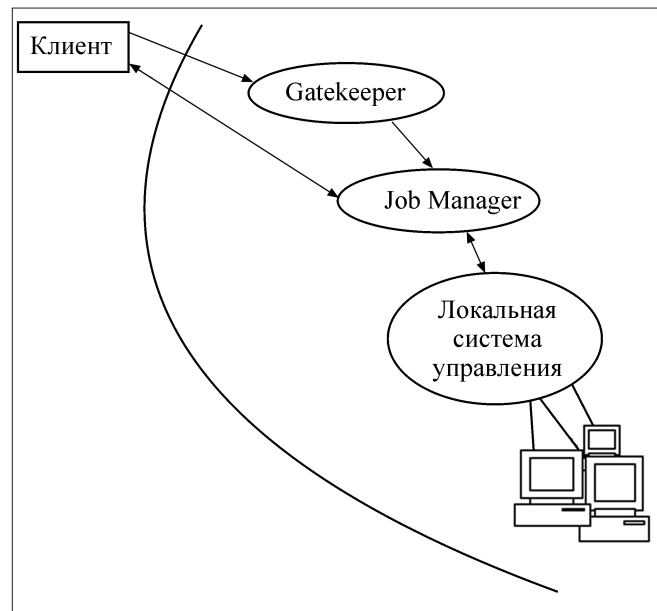 Клиент
Gatekeeper
Job Manager
Локальная
система
управления